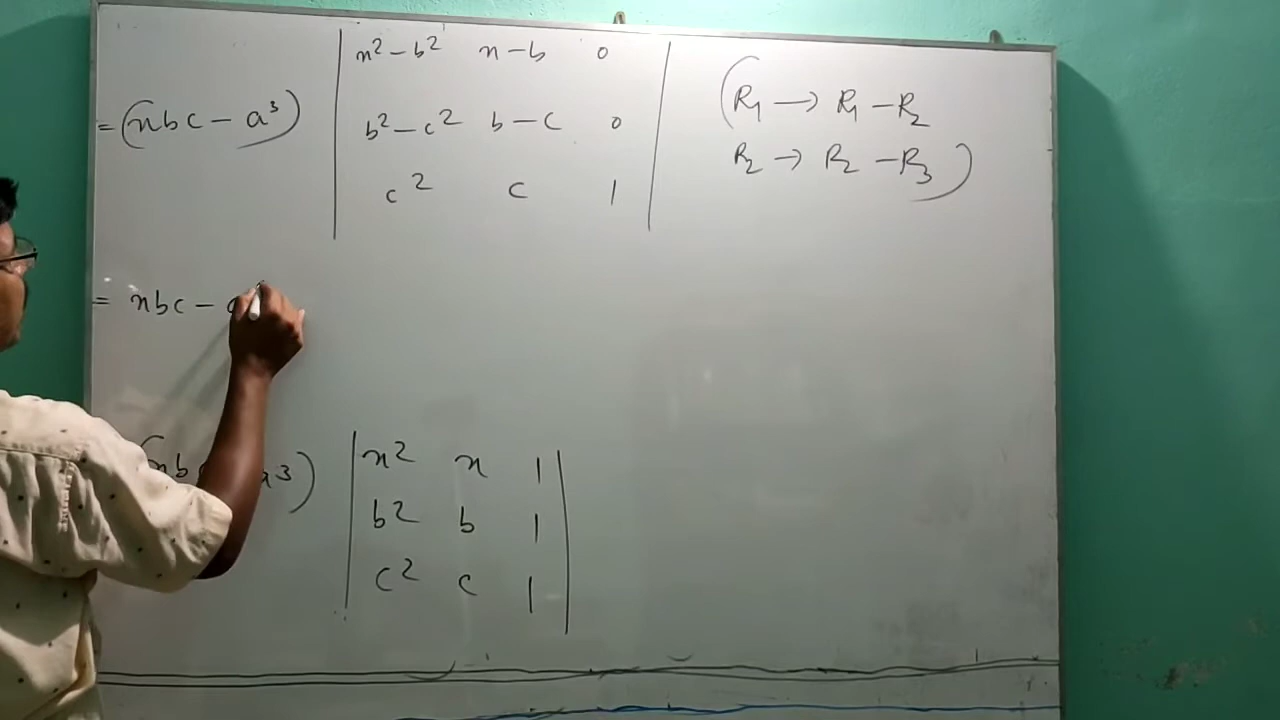 x² - b² x - b 0
= (xbc - a³) b² - c² b - c 0 (R₁ → R₁ - R₂
c² c 1 R₂ → R₂ - R₃)
= xbc -
x² x 1
b² b 1
c² c 1